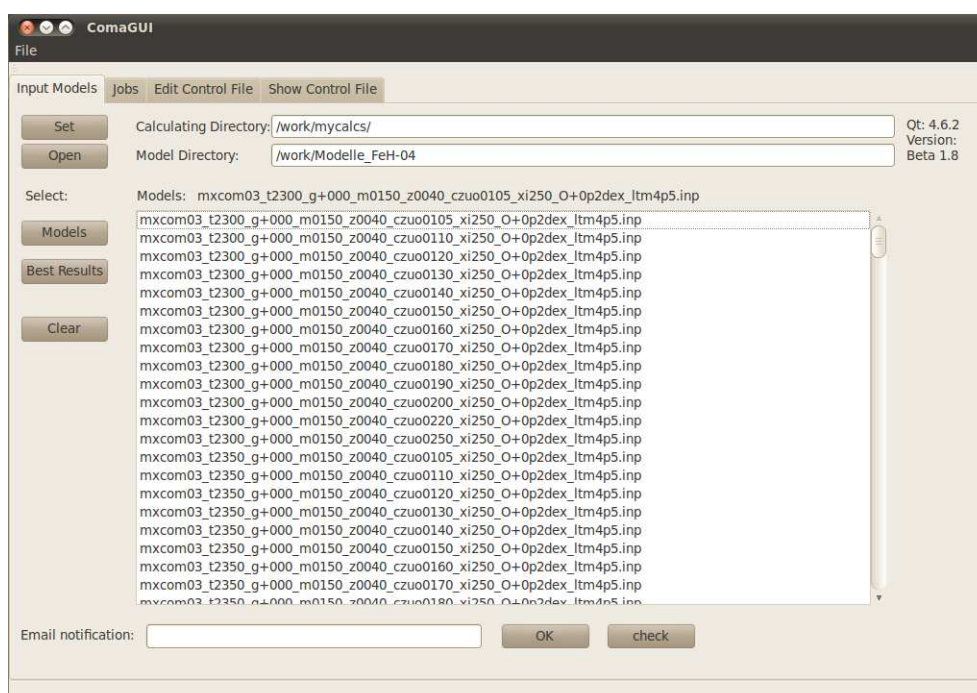 ComaGUI
File
Input Models Jobs Edit Control File Show Control File
Set Calculating Directory: /work/mycalcs/ Qt: 4.6.2
Version:
Open Model Directory: /work/Modelle_FeH-04 Beta 1.8
Select: Models: mxcom03_t2300_g+000_m0150_z0040_czuo0105_xi250_O+0p2dex_ltm4p5.inp
mxcom03_t2300_g+000_m0150_z0040_czuo0105_xi250_O+0p2dex_ltm4p5.inp
Models mxcom03_t2300_g+000_m0150_z0040_czuo0110_xi250_O+0p2dex_ltm4p5.inp
mxcom03_t2300_g+000_m0150_z0040_czuo0120_xi250_O+0p2dex_ltm4p5.inp
Best Results mxcom03_t2300_g+000_m0150_z0040_czuo0130_xi250_O+0p2dex_ltm4p5.inp
mxcom03_t2300_g+000_m0150_z0040_czuo0140_xi250_O+0p2dex_ltm4p5.inp
mxcom03_t2300_g+000_m0150_z0040_czuo0150_xi250_O+0p2dex_ltm4p5.inp
Clear mxcom03_t2300_g+000_m0150_z0040_czuo0160_xi250_O+0p2dex_ltm4p5.inp
mxcom03_t2300_g+000_m0150_z0040_czuo0170_xi250_O+0p2dex_ltm4p5.inp
mxcom03_t2300_g+000_m0150_z0040_czuo0180_xi250_O+0p2dex_ltm4p5.inp
mxcom03_t2300_g+000_m0150_z0040_czuo0190_xi250_O+0p2dex_ltm4p5.inp
mxcom03_t2300_g+000_m0150_z0040_czuo0200_xi250_O+0p2dex_ltm4p5.inp
mxcom03_t2300_g+000_m0150_z0040_czuo0220_xi250_O+0p2dex_ltm4p5.inp
mxcom03_t2300_g+000_m0150_z0040_czuo0250_xi250_O+0p2dex_ltm4p5.inp
mxcom03_t2350_g+000_m0150_z0040_czuo0105_xi250_O+0p2dex_ltm4p5.inp
mxcom03_t2350_g+000_m0150_z0040_czuo0110_xi250_O+0p2dex_ltm4p5.inp
mxcom03_t2350_g+000_m0150_z0040_czuo0120_xi250_O+0p2dex_ltm4p5.inp
mxcom03_t2350_g+000_m0150_z0040_czuo0130_xi250_O+0p2dex_ltm4p5.inp
mxcom03_t2350_g+000_m0150_z0040_czuo0140_xi250_O+0p2dex_ltm4p5.inp
mxcom03_t2350_g+000_m0150_z0040_czuo0150_xi250_O+0p2dex_ltm4p5.inp
mxcom03_t2350_g+000_m0150_z0040_czuo0160_xi250_O+0p2dex_ltm4p5.inp
mxcom03_t2350_g+000_m0150_z0040_czuo0170_xi250_O+0p2dex_ltm4p5.inp
mxcom03_t2350_g+000_m0150_z0040_czuo0180_xi250_O+0p2dex_ltm4p5.inp
Email notification: OK check